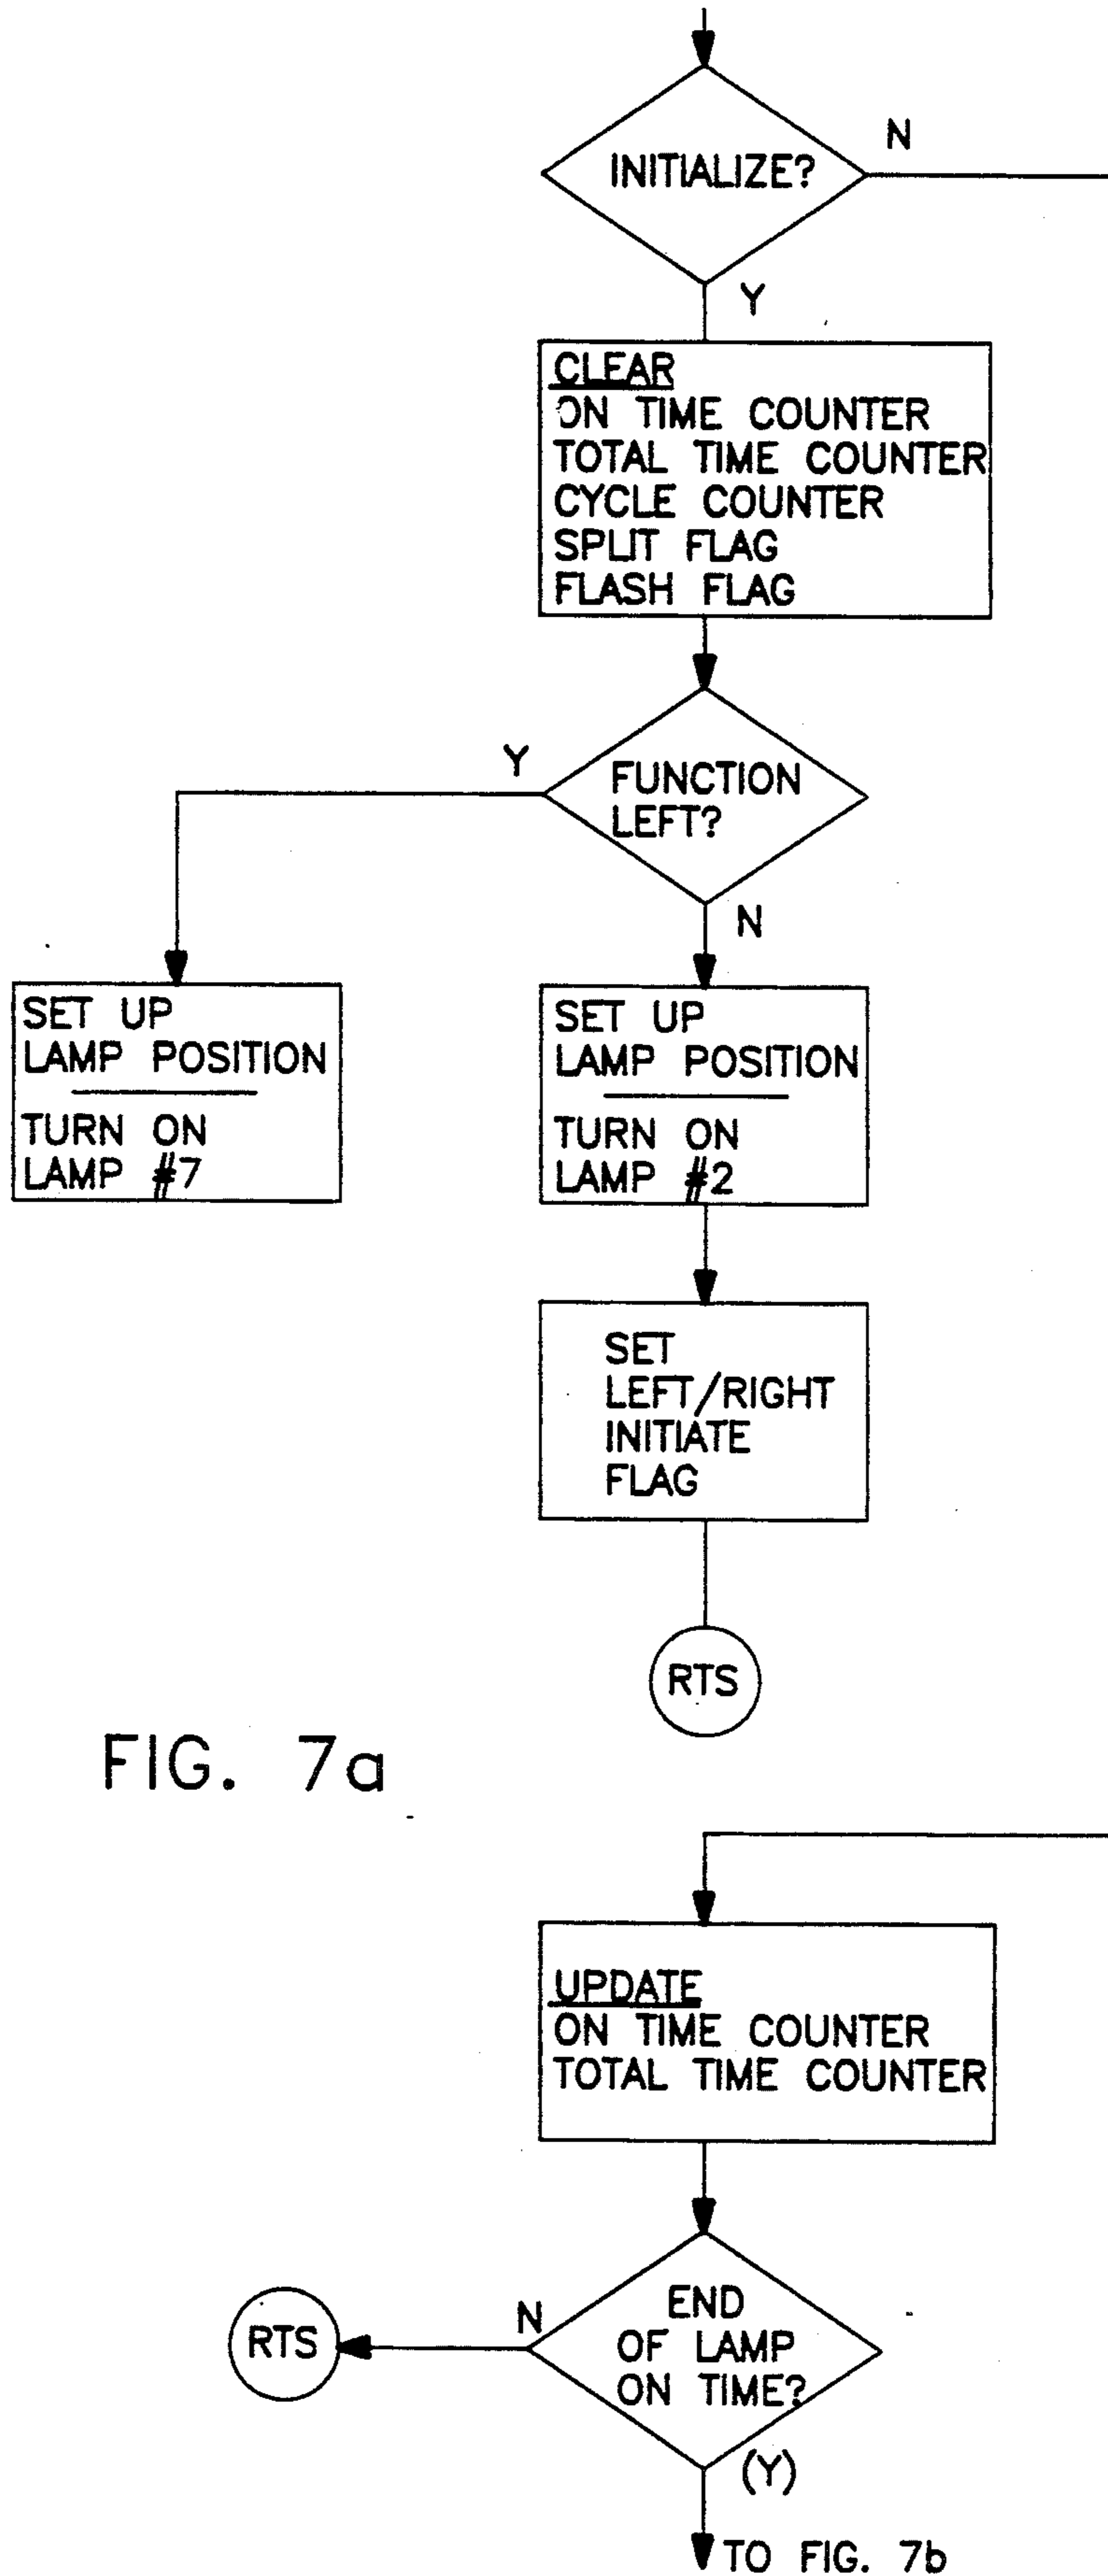 INITIALIZE?
N
Y
CLEAR
ON TIME COUNTER
TOTAL TIME COUNTER
CYCLE COUNTER
SPLIT FLAG
FLASH FLAG
Y
FUNCTION
LEFT?
N
SET UP
LAMP POSITION
TURN ON
LAMP #7
SET UP
LAMP POSITION
TURN ON
LAMP #2
SET
LEFT/RIGHT
INITIATE
FLAG
RTS
FIG. 7a
UPDATE
ON TIME COUNTER
TOTAL TIME COUNTER
END
OF LAMP
ON TIME?
N
RTS
(Y)
TO FIG. 7b